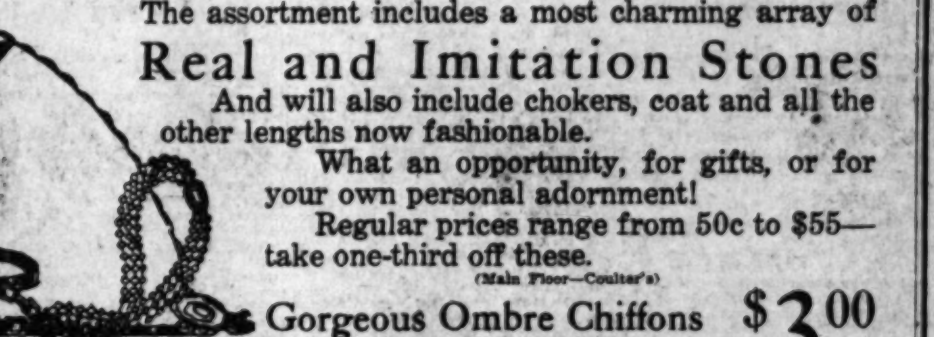 The assortment includes a most charming array of
Real and Imitation Stones
And will also include chokers, coat and all the
other lengths now fashionable.
What an opportunity, for gifts, or for
your own personal adornment!
Regular prices range from 50c to $55—
take one-third off these.
(Main Floor—Coulter's)
Gorgeous Ombre Chiffons $3.00